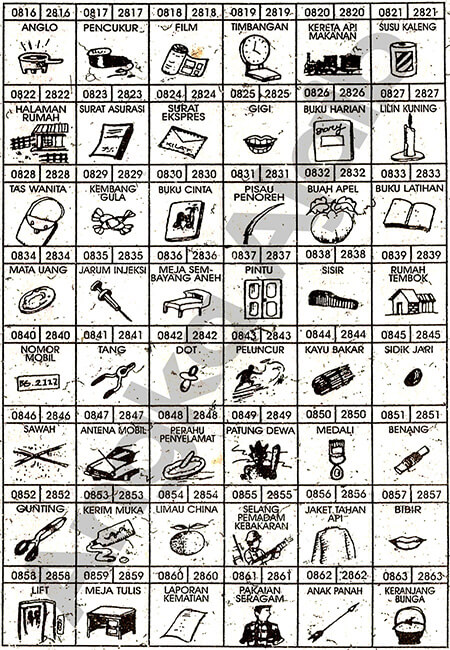 0816 2816 0817 2817 0818 2818 0819 2819 0820 2820 0821 2821
ANGLO PENCUKUR FILM TIMBANGAN KERETA API SUSU KALENG
MAKANAN
0822 2822 0823 2823 0824 2824 0825 2825 0826 2826 0827 2827
HALAMAN SURAT ASURASI SURAT GIGI BUKU HARIAN LILIN KUNING
RUMAH EKSPRES
0828 2828 0829 2829 0830 2830 0831 2831 0832 2832 0833 2833
TAS WANITA KEMBANG BUKU CINTA PISAU BUAH APEL BUKU LATIHAN
GULA PENOREH
0834 2834 0835 2835 0836 2836 0837 2837 0838 2838 0839 2839
MATA UANG JARUM INJEKSI MEJA SEM- PINTU SISIR RUMAH
BAYANG ANEH TEMBOK
0840 2840 0841 2841 0842 2842 0843 2843 0844 2844 0845 2845
NOMOR TANG DOT PELUNCUR KAYU BAKAR SIDIK JARI
MOBIL
BG. 2112
0846 2846 0847 2847 0848 2848 0849 2849 0850 2850 0851 2851
SAWAH ANTENA MOBIL PERAHU PATUNG DEWA MEDALI BENANG
PENYELAMAT
0852 2852 0853 2853 0854 2854 0855 2855 0856 2856 0857 2857
GUNTING KERIM MUKA LIMAU CHINA SELANG JAKET TAHAN BIBIR
PEMADAM API
KEBAKARAN
0858 2858 0859 2859 0860 2860 0861 2861 0862 2862 0863 2863
LIFT MEJA TULIS LAPORAN PAKAIAN ANAK PANAH KERANJANG
KEMATIAN SERAGAM BUNGA